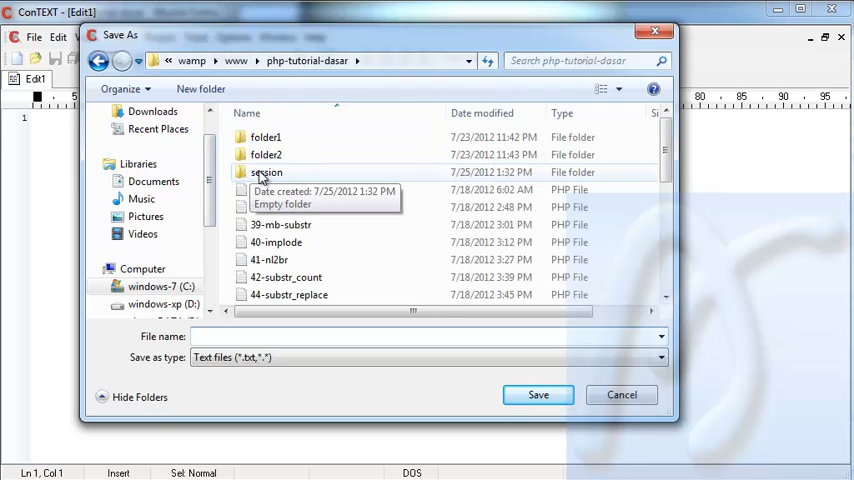 ConTEXT - [Edit1]
File Edit
Save As
« wamp www php-tutorial-dasar
Search php-tutorial-dasar
Organize New folder
Edit1
80 85 90 95
Name Date modified Type
Downloads
Recent Places
Libraries
Documents
Music
Pictures
Videos
Computer
windows-7 (C:)
windows-xp (D:)
folder1 7/23/2012 11:42 PM File folder
folder2 7/23/2012 11:43 PM File folder
session 7/25/2012 1:32 PM File folder
7/18/2012 6:02 AM PHP File
7/18/2012 2:48 PM PHP File
Date created: 7/25/2012 1:32 PM
Empty folder
39-mb-substr 7/18/2012 3:01 PM PHP File
40-implode 7/18/2012 3:12 PM PHP File
41-nl2br 7/18/2012 3:27 PM PHP File
42-substr_count 7/18/2012 3:39 PM PHP File
44-substr_replace 7/18/2012 3:45 PM PHP File
1
File name:
Save as type: Text files (*.txt,*.*)
Hide Folders Save Cancel
Ln 1, Col 1 Insert Sel: Normal DOS